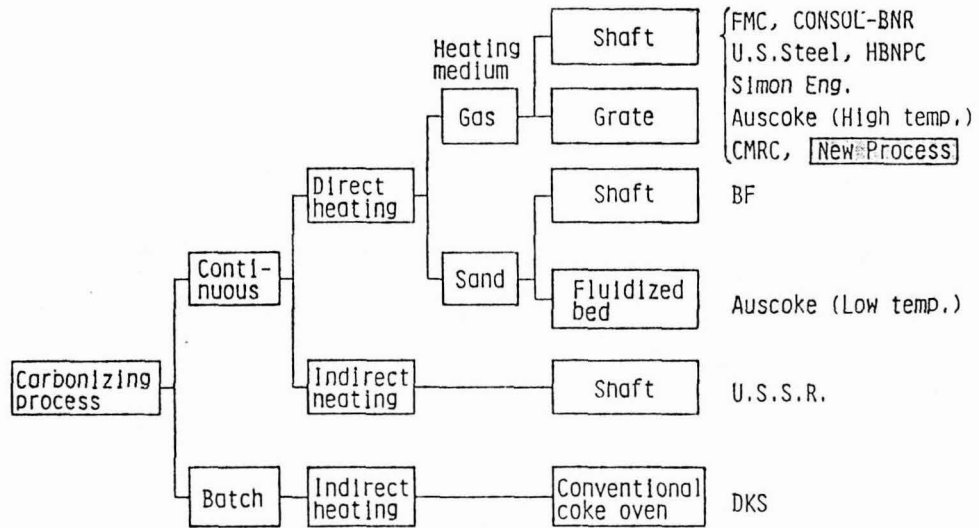 Carbonizing
process
Conti-
nuous
Batch
Direct
heating
Indirect
heating
Indirect
heating
Heating
medium
Gas
Sand
Shaft
Grate
Shaft
Fluidized
bed
Shaft
Conventional
coke oven
FMC, CONSOL-BNR
U.S.Steel, HBNPC
Simon Eng.
Auscoke (High temp.)
CMRC, New Process
BF
Auscoke (Low temp.)
U.S.S.R.
DKS